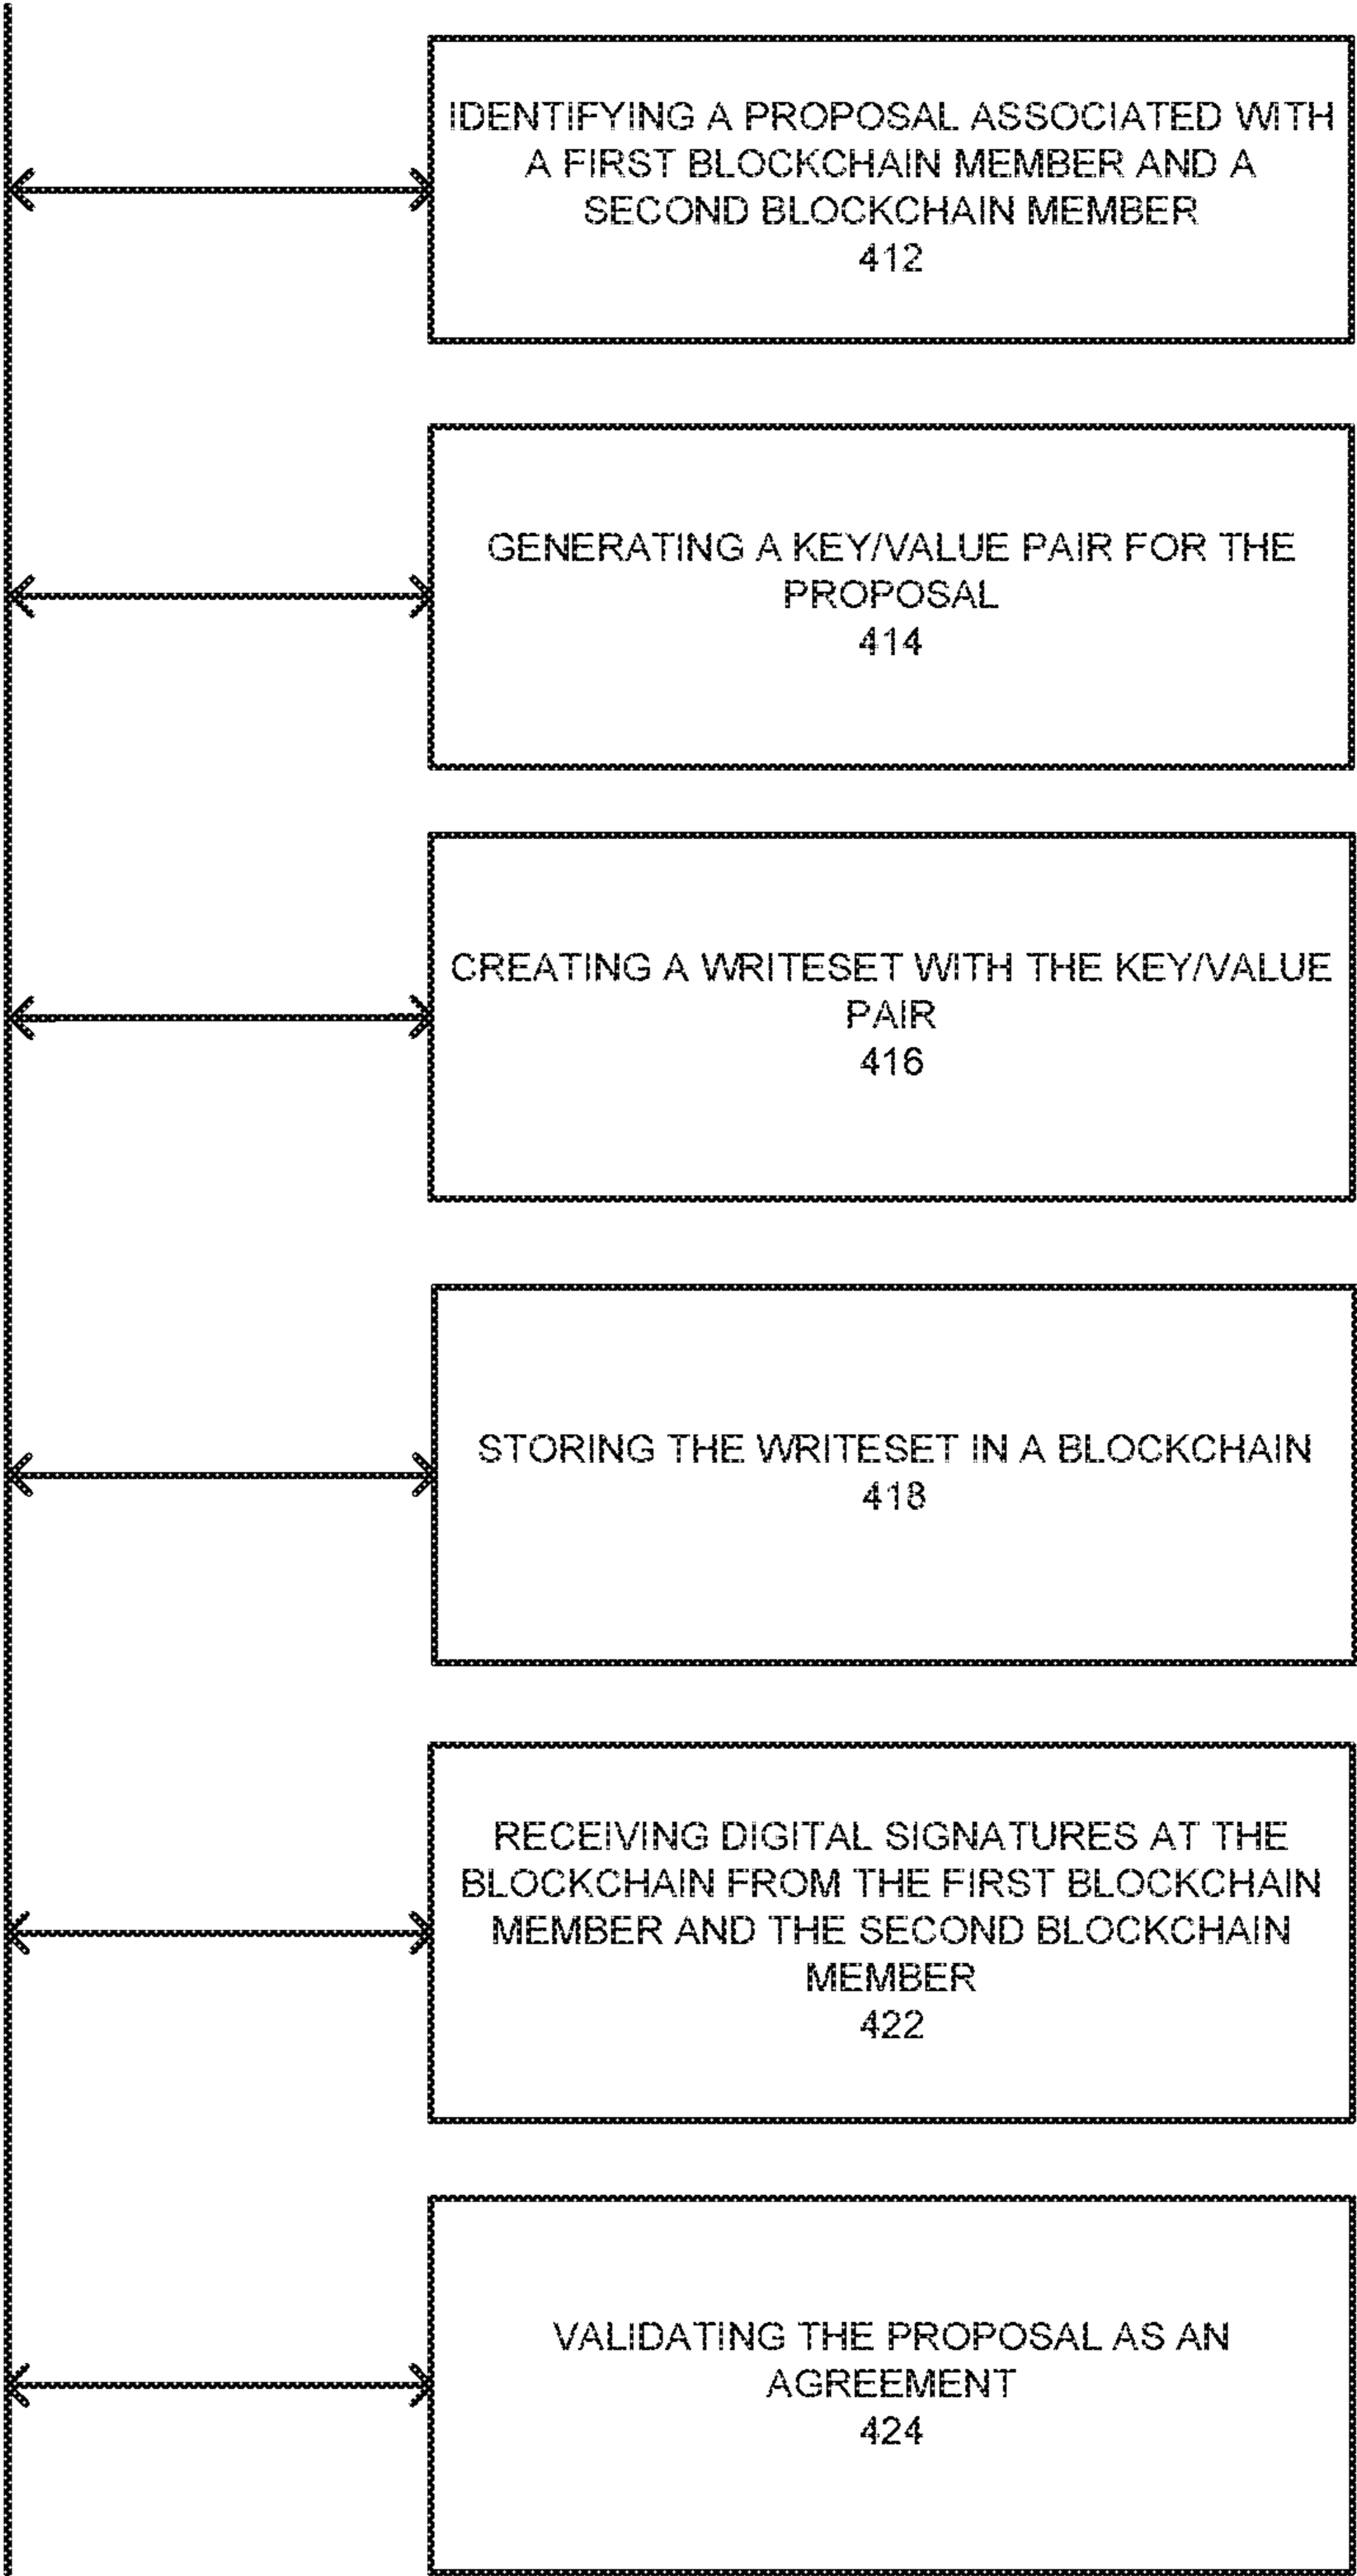 IDENTIFYING A PROPOSAL ASSOCIATED WITH
A FIRST BLOCKCHAIN MEMBER AND A
SECOND BLOCKCHAIN MEMBER
412
GENERATING A KEY/VALUE PAIR FOR THE
PROPOSAL
414
CREATING A WRITESET WITH THE KEY/VALUE
PAIR
416
STORING THE WRITESET IN A BLOCKCHAIN
418
RECEIVING DIGITAL SIGNATURES AT THE
BLOCKCHAIN FROM THE FIRST BLOCKCHAIN
MEMBER AND THE SECOND BLOCKCHAIN
MEMBER
422
VALIDATING THE PROPOSAL AS AN
AGREEMENT
424